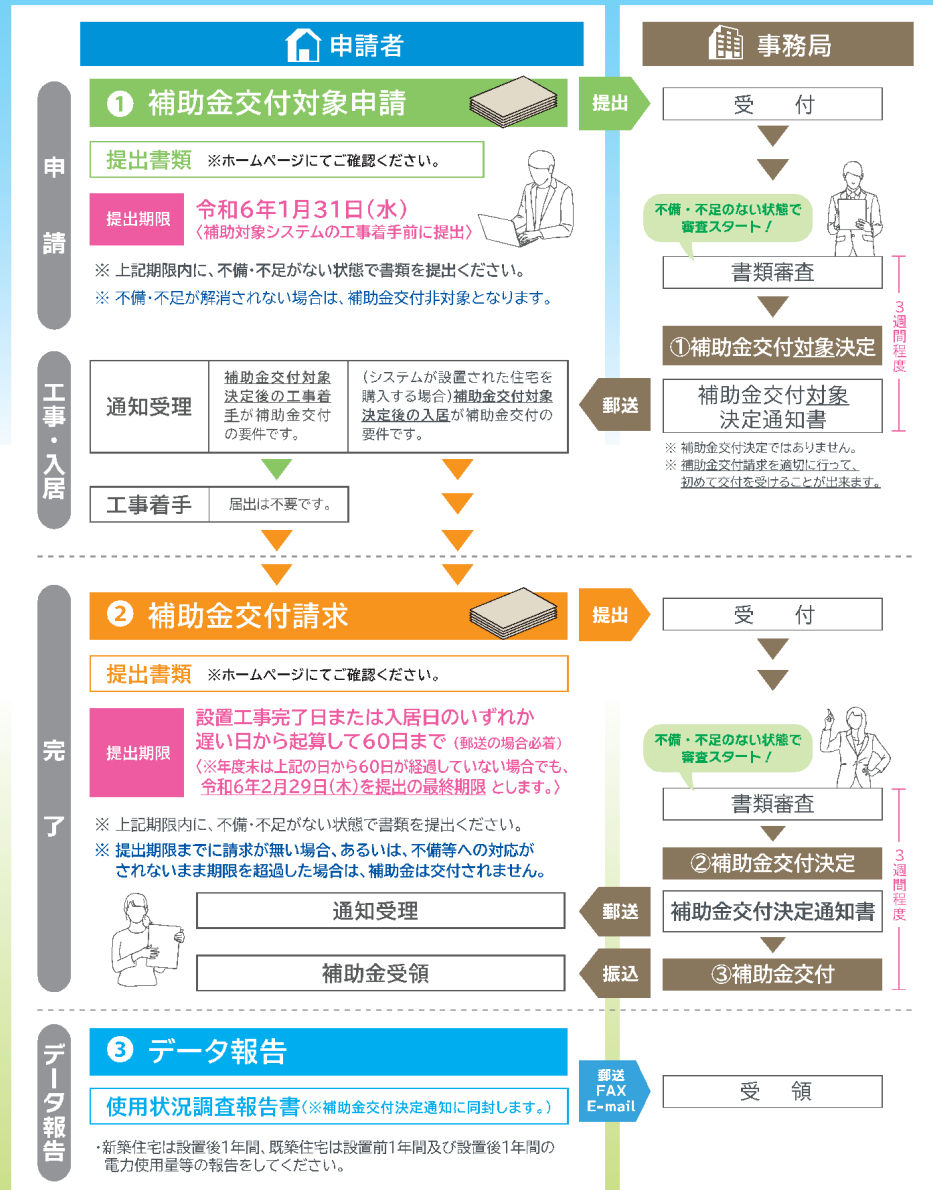 申請者
事務局
申請
❶ 補助金交付対象申請
提出
受　付
提出書類 ※ホームページにてご確認ください。
提出期限
令和6年1月31日(水)
〈補助対象システムの工事着手前に提出〉
※ 上記期限内に、不備・不足がない状態で書類を提出ください。
※ 不備・不足が解消されない場合は、補助金交付非対象となります。
不備・不足のない状態で
審査スタート！
書類審査
①補助金交付対象決定
3週間程度
補助金交付対象
決定通知書
郵送
※ 補助金交付決定ではありません。
※ 補助金交付請求を適切に行って、
初めて交付を受けることが出来ます。
工事・入居
通知受理
補助金交付対象
決定後の工事着
手が補助金交付
の要件です。
(システムが設置された住宅を
購入する場合)補助金交付対象
決定後の入居が補助金交付の
要件です。
工事着手
届出は不要です。
完了
❷ 補助金交付請求
提出
受　付
提出書類 ※ホームページにてご確認ください。
提出期限
設置工事完了日または入居日のいずれか
遅い日から起算して60日まで (郵送の場合必着)
〈※年度末は上記の日から60日が経過していない場合でも、
令和6年2月29日(木)を提出の最終期限 とします。〉
※ 上記期限内に、不備・不足がない状態で書類を提出ください。
※ 提出期限までに請求が無い場合、あるいは、不備等への対応が
されないまま期限を超過した場合は、補助金は交付されません。
不備・不足のない状態で
審査スタート！
書類審査
②補助金交付決定
3週間程度
通知受理
郵送
補助金交付決定通知書
補助金受領
振込
③補助金交付
データ報告
❸ データ報告
使用状況調査報告書(※補助金交付決定通知に同封します。)
郵送
FAX
E-mail
受　領
・新築住宅は設置後1年間、既築住宅は設置前1年間及び設置後1年間の
電力使用量等の報告をしてください。